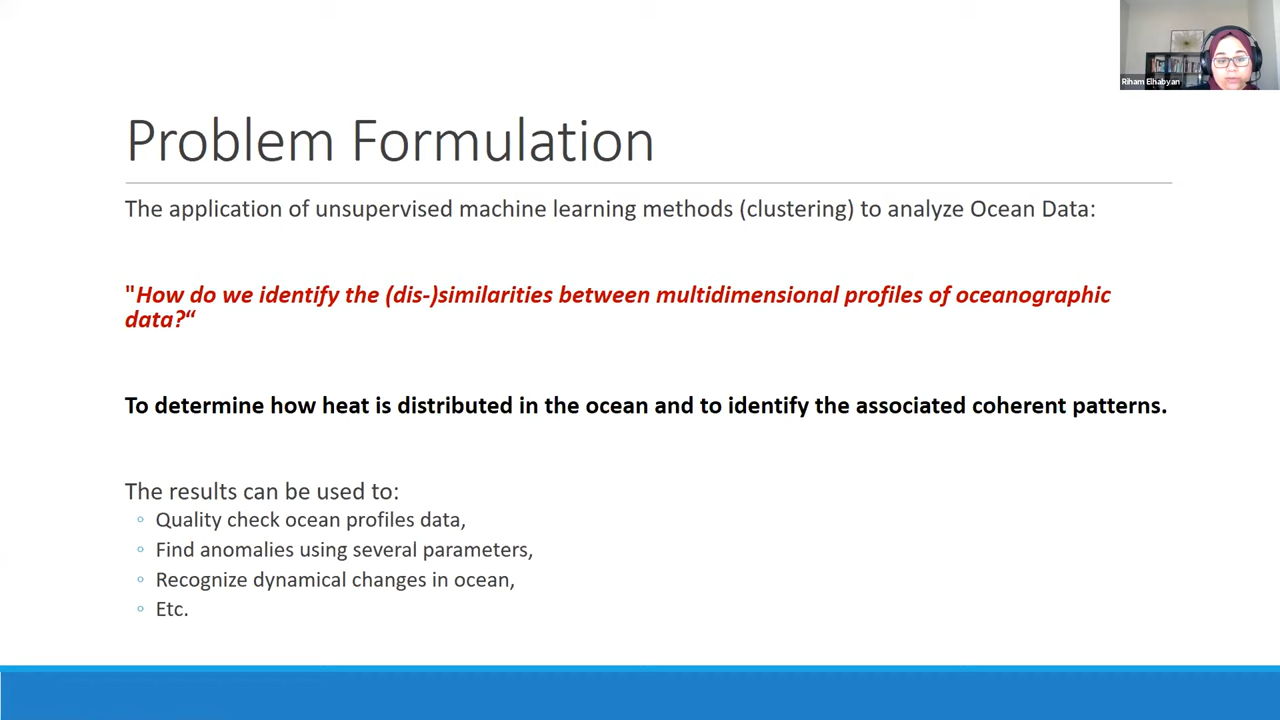 Riham Elhabyan
Problem Formulation
The application of unsupervised machine learning methods (clustering) to analyze Ocean Data:
"How do we identify the (dis-)similarities between multidimensional profiles of oceanographic
data?“
To determine how heat is distributed in the ocean and to identify the associated coherent patterns.
The results can be used to:
◦ Quality check ocean profiles data,
◦ Find anomalies using several parameters,
◦ Recognize dynamical changes in ocean,
◦ Etc.